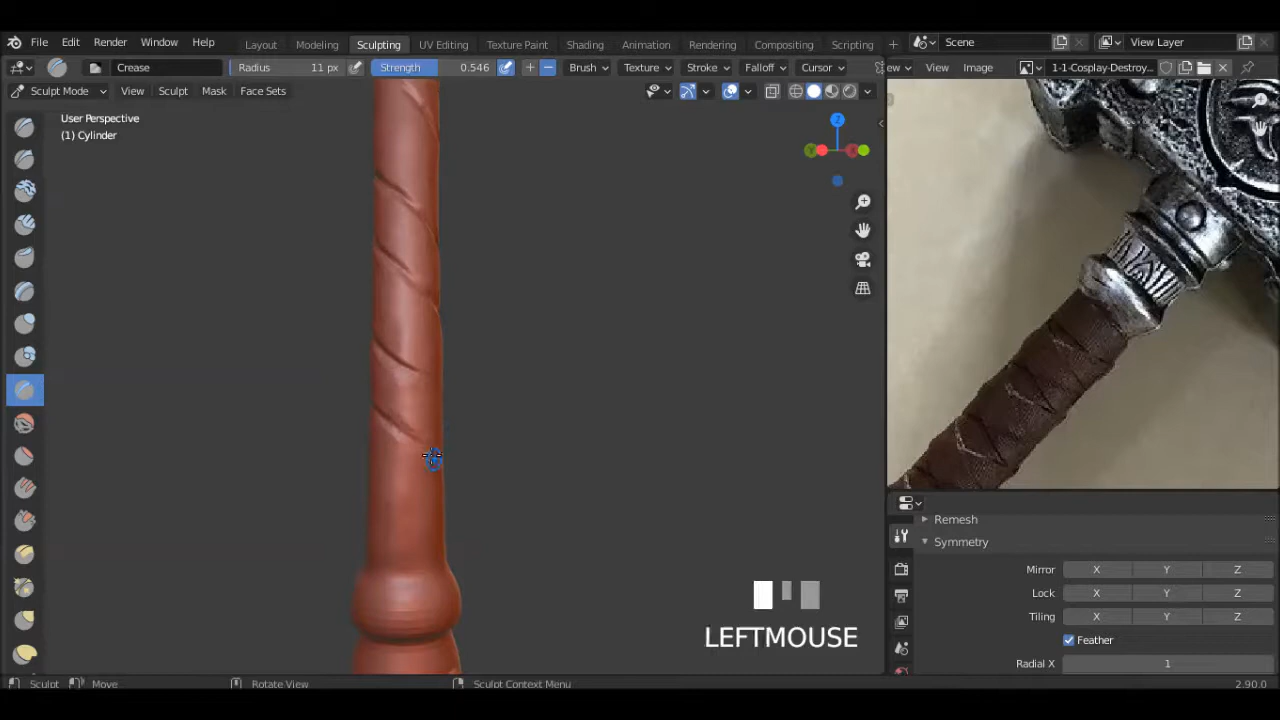 File Edit Render Window Help Layout Modeling Sculpting UV Editing Texture Paint Shading Animation Rendering Compositing Scripting Scene View Layer
Crease Radius 11 px Strength 0.546 Brush Texture Stroke Falloff Cursor View Image 1-1-Cosplay-Destroy...
Sculpt Mode View Sculpt Mask Face Sets
User Perspective
(1) Cylinder
Z
Y X
Remesh
Symmetry
Mirror X Y Z
Lock X Y Z
Tiling X Y Z
Feather
Radial X 1
LEFTMOUSE
Sculpt Move Rotate View Sculpt Context Menu 2.90.0